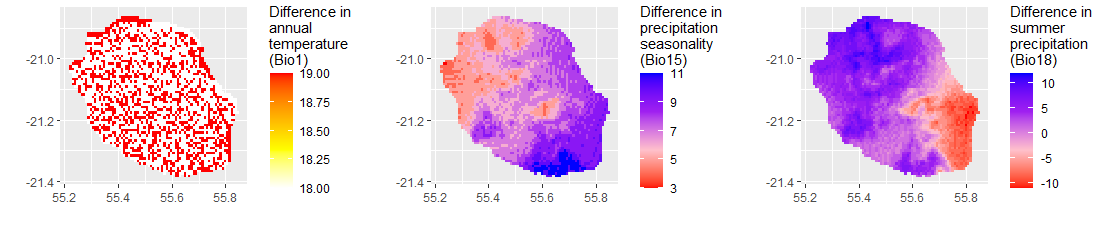 Difference in
annual
temperature
(Bio1)
19.00
18.75
18.50
18.25
18.00
-21.0
-21.2
-21.4
55.2 55.4 55.6 55.8
Difference in
precipitation
seasonality
(Bio15)
11
9
7
5
3
-21.0
-21.2
-21.4
55.2 55.4 55.6 55.8
Difference in
summer
precipitation
(Bio18)
10
5
0
-5
-10
-21.0
-21.2
-21.4
55.2 55.4 55.6 55.8